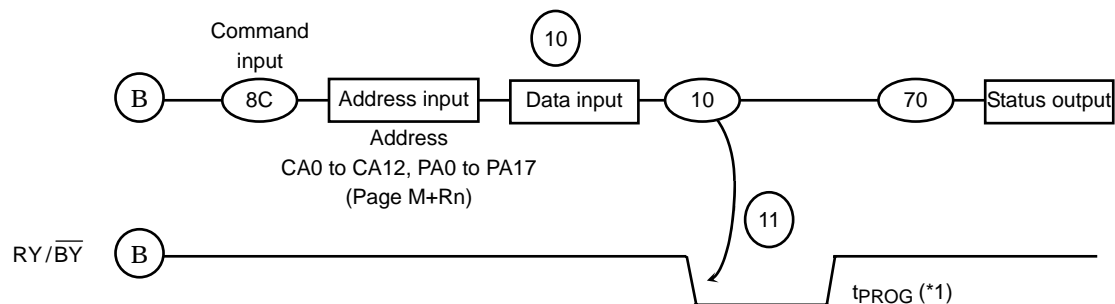 Command
input
10
B
8C
Address input
Data input
10
70
Status output
Address
CA0 to CA12, PA0 to PA17
(Page M+Rn)
11
RY/BY
B
tPROG (*1)